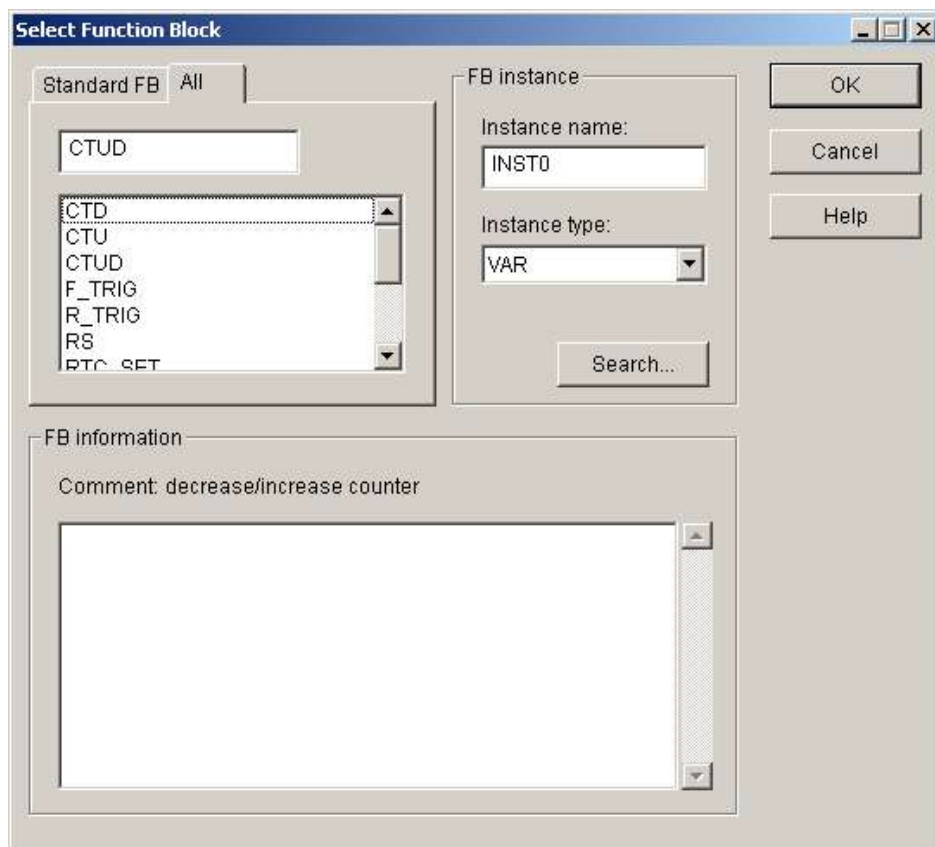 Select Function Block
Standard FB
All
CTUD
CTD
CTU
CTUD
F_TRIG
R_TRIG
RS
RTC_SET
FB instance
Instance name:
INST0
Instance type:
VAR
Search...
OK
Cancel
Help
FB information
Comment: decrease/increase counter